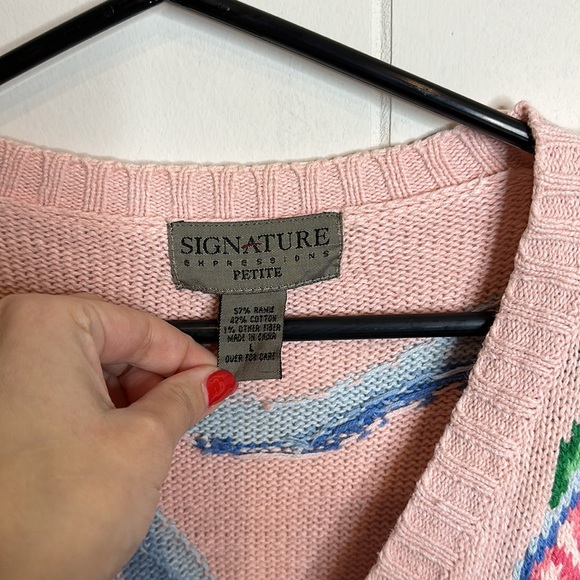 SIGNATURE
EXPRESSIONS
PETITE
57% RAMIE
42% COTTON
1% OTHER FIBER
MADE IN CHINA
L
OVER FOR CARE